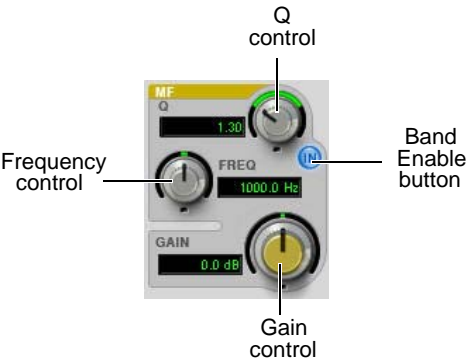 Q
control
MF
Q
1.30
IN
Band
Enable
button
Frequency
control
FREQ
1000.0 Hz
GAIN
0.0 dB
Gain
control